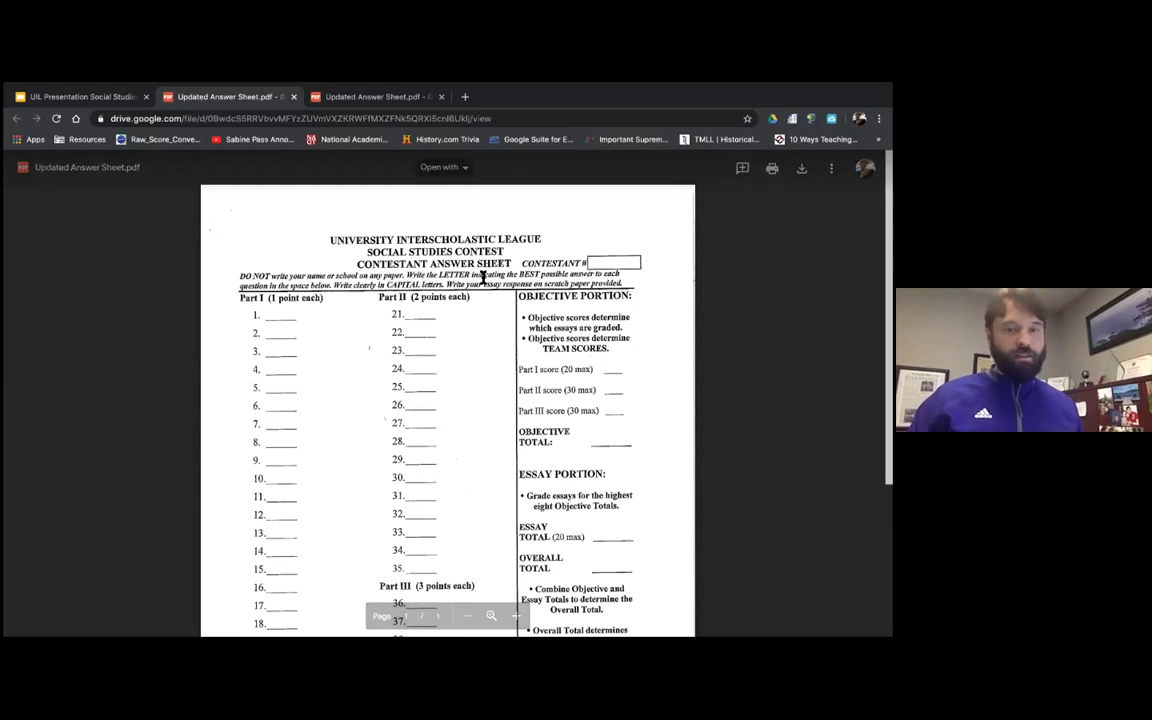 UIL Presentation Social Studie
Updated Answer Sheet.pdf - G
Updated Answer Sheet.pdf - G
drive.google.com/file/d/0BwdcS5RRVbvvMFYzZUVmVXZKRWFfMXZFNk5QRXI5cnI6Uklj/view
Apps
Resources
Raw_Score_Conve...
Sabine Pass Anno...
National Academi...
History.com Trivia
Google Suite for E...
Important Suprem...
TMLL | Historical...
10 Ways Teaching...
Updated Answer Sheet.pdf
Open with
UNIVERSITY INTERSCHOLASTIC LEAGUE
SOCIAL STUDIES CONTEST
CONTESTANT ANSWER SHEET
CONTESTANT #
DO NOT write your name or school on any paper. Write the LETTER indicating the BEST possible answer to each
question in the space below. Write clearly in CAPITAL letters. Write your essay response on scratch paper provided.
Part I (1 point each)
1.
2.
3.
4.
5.
6.
7.
8.
9.
10.
11.
12.
13.
14.
15.
16.
17.
18.
Part II (2 points each)
21.
22.
23.
24.
25.
26.
27.
28.
29.
30.
31.
32.
33.
34.
35.
Part III (3 points each)
36.
37.
OBJECTIVE PORTION:
• Objective scores determine
which essays are graded.
• Objective scores determine
TEAM SCORES.
Part I score (20 max)
Part II score (30 max)
Part III score (30 max)
OBJECTIVE
TOTAL:
ESSAY PORTION:
• Grade essays for the highest
eight Objective Totals.
ESSAY
TOTAL (20 max)
OVERALL
TOTAL
• Combine Objective and
Essay Totals to determine the
Overall Total.
• Overall Total determines
Page 1 / 1